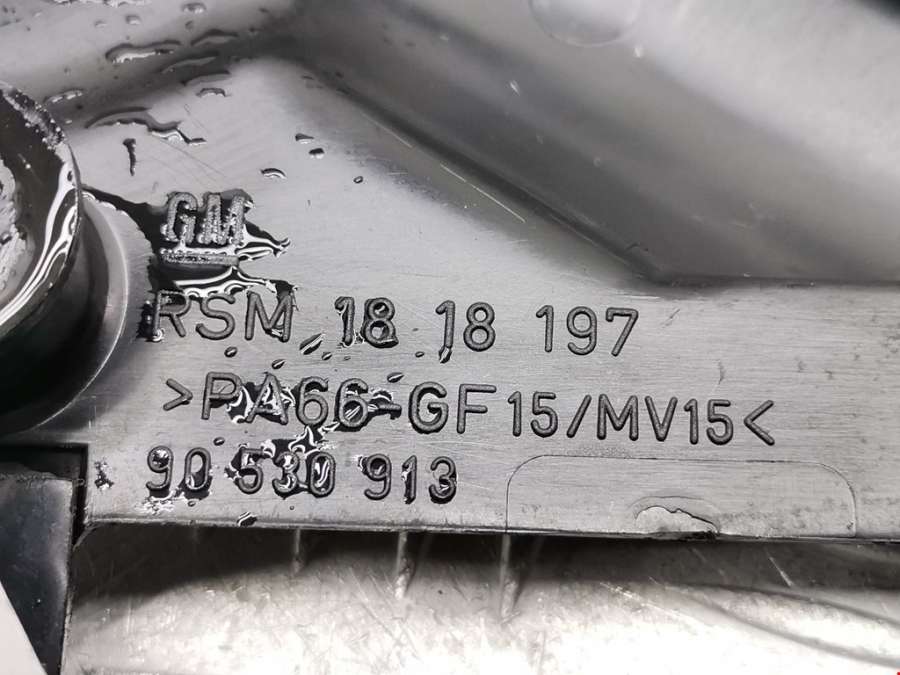 GM
RSM 18 18 197
>PA66-GF15/MV15<
90 530 913